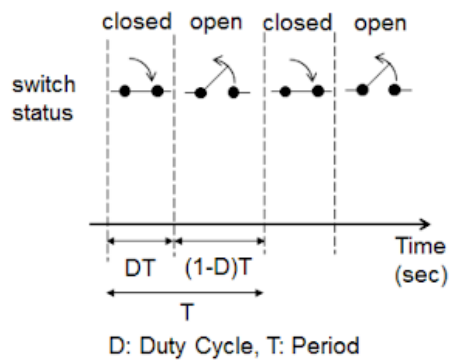 closed open closed open
switch
status
Time
(sec)
DT (1-D)T
T
D: Duty Cycle, T: Period